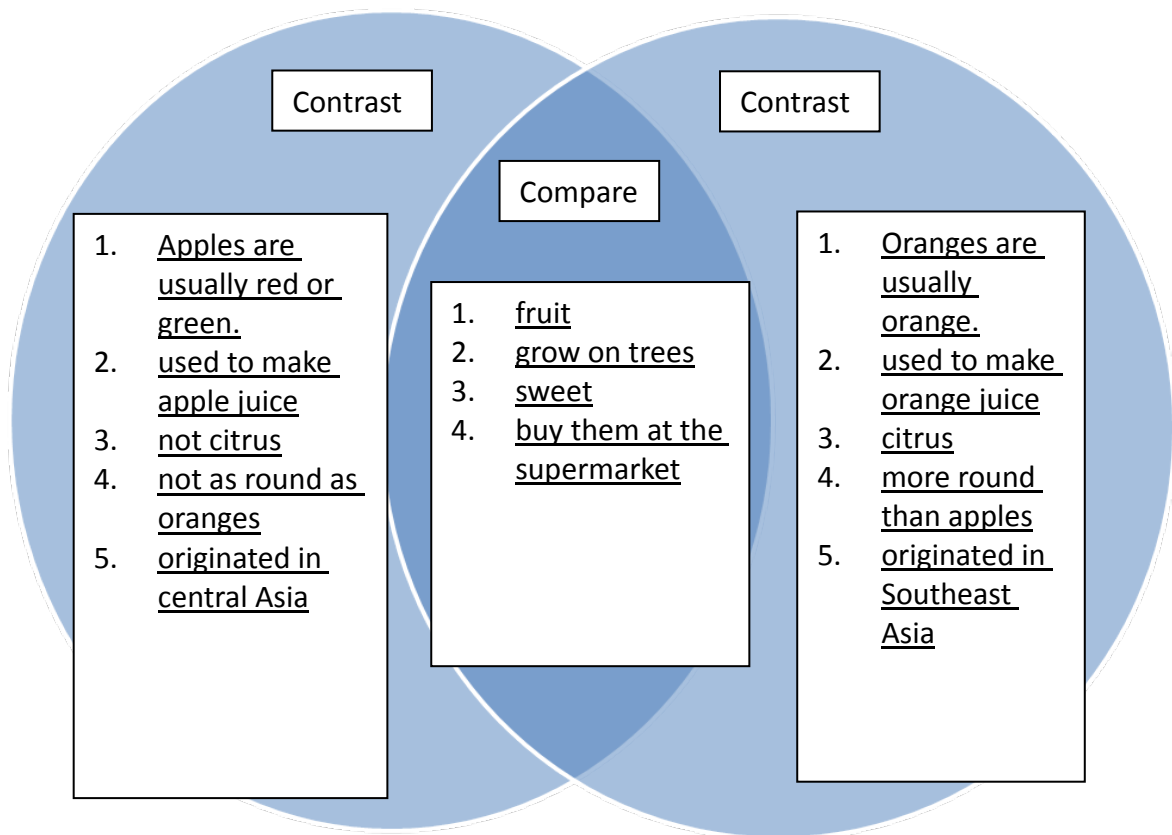 Contrast
Contrast
Compare
1. Apples are
usually red or
green.
2. used to make
apple juice
3. not citrus
4. not as round as
oranges
5. originated in
central Asia
1. fruit
2. grow on trees
3. sweet
4. buy them at the
supermarket
1. Oranges are
usually
orange.
2. used to make
orange juice
3. citrus
4. more round
than apples
5. originated in
Southeast
Asia